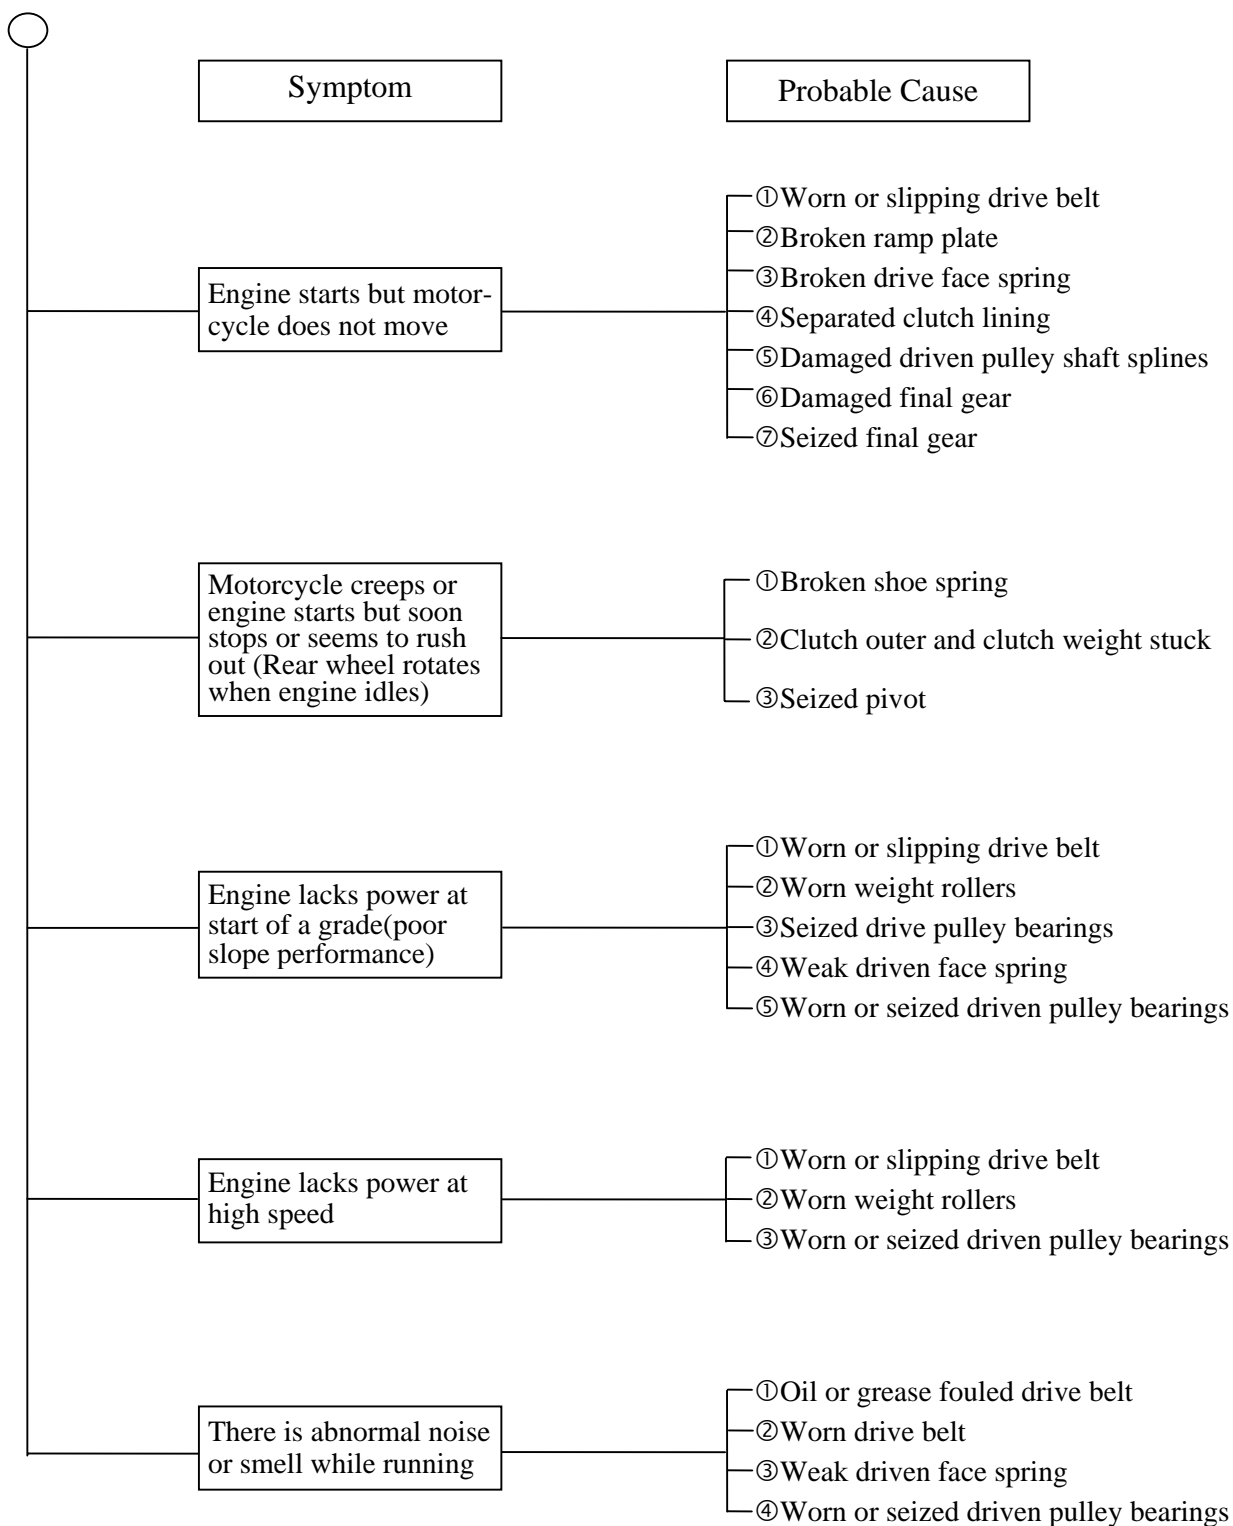 Symptom
Probable Cause
Engine starts but motor-
cycle does not move
①Worn or slipping drive belt
②Broken ramp plate
③Broken drive face spring
④Separated clutch lining
⑤Damaged driven pulley shaft splines
⑥Damaged final gear
⑦Seized final gear
Motorcycle creeps or
engine starts but soon
stops or seems to rush
out (Rear wheel rotates
when engine idles)
①Broken shoe spring
②Clutch outer and clutch weight stuck
③Seized pivot
Engine lacks power at
start of a grade(poor
slope performance)
①Worn or slipping drive belt
②Worn weight rollers
③Seized drive pulley bearings
④Weak driven face spring
⑤Worn or seized driven pulley bearings
Engine lacks power at
high speed
①Worn or slipping drive belt
②Worn weight rollers
③Worn or seized driven pulley bearings
There is abnormal noise
or smell while running
①Oil or grease fouled drive belt
②Worn drive belt
③Weak driven face spring
④Worn or seized driven pulley bearings